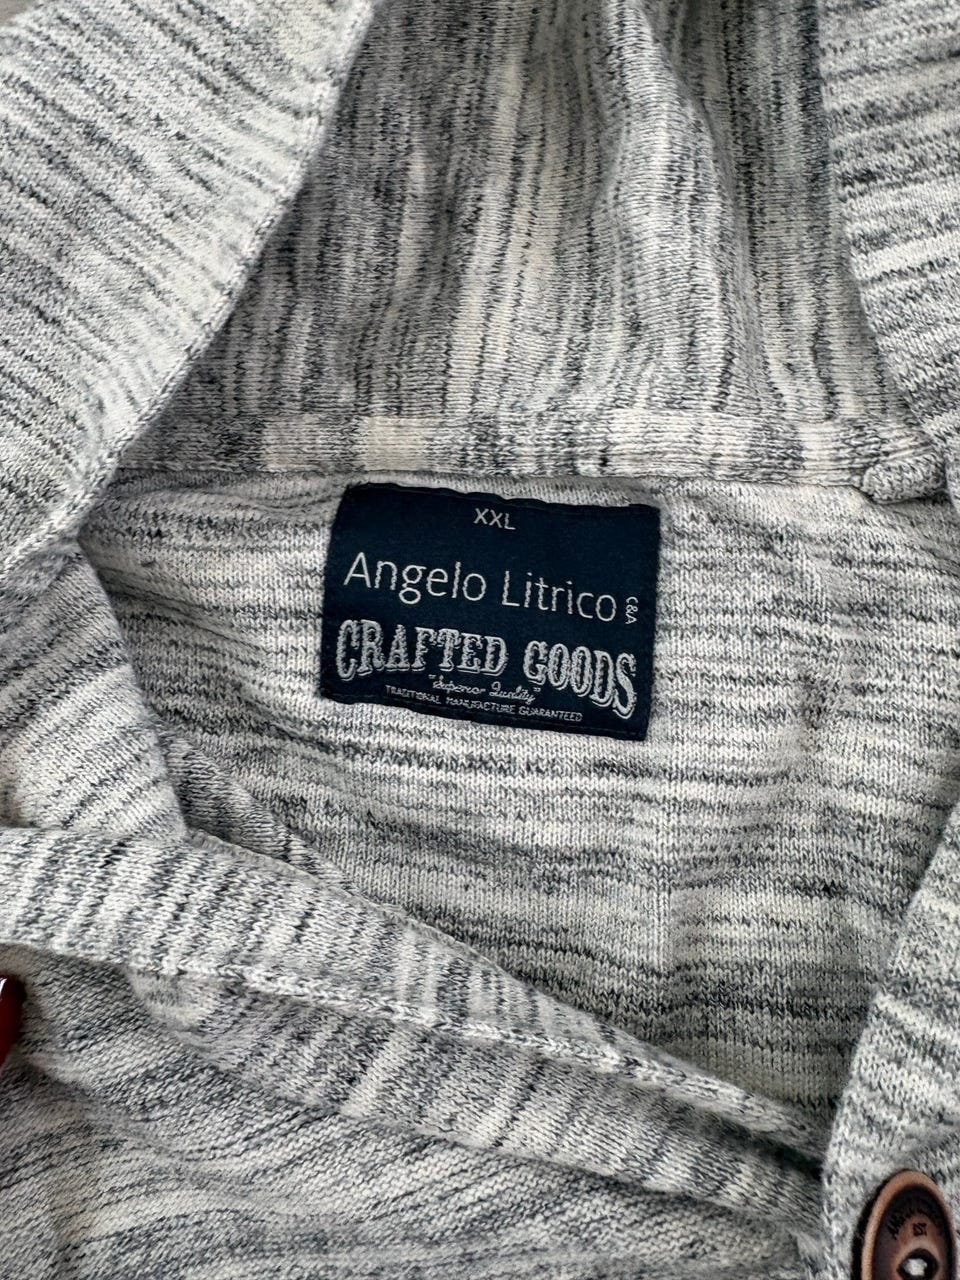 XXL
Angelo Litrico C&A
CRAFTED GOODS
"Superior Quality"
TRADITIONAL MANUFACTURE GUARANTEED